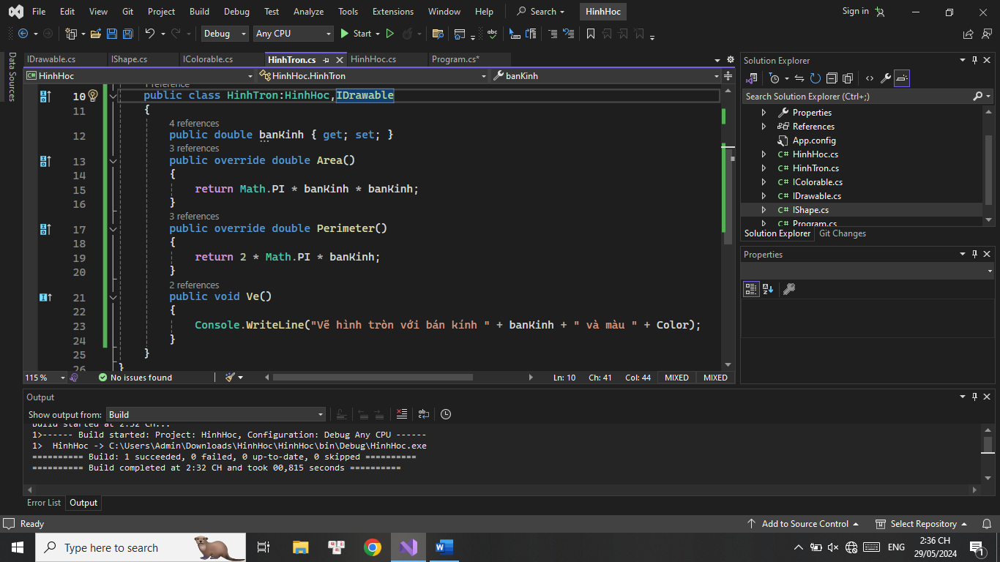 File Edit View Git Project Build Debug Test Analyze Tools Extensions Window Help Search HinhHoc Sign in
Debug Any CPU Start
Data Sources
IDrawable.cs IShape.cs IColorable.cs HinhTron.cs HinhHoc.cs Program.cs*
HinhHoc HinhHoc.HinhTron banKinh
1 reference
10 public class HinhTron:HinhHoc,IDrawable
11 {
4 references
12 public double banKinh { get; set; }
3 references
13 public override double Area()
14 {
15 return Math.PI * banKinh * banKinh;
16 }
3 references
17 public override double Perimeter()
18 {
19 return 2 * Math.PI * banKinh;
20 }
2 references
21 public void Ve()
22 {
23 Console.WriteLine("Vẽ hình tròn với bán kính " + banKinh + " và màu " + Color);
24 }
25 }
26 }
115 % No issues found Ln: 10 Ch: 41 Col: 44 MIXED MIXED
Solution Explorer
Search Solution Explorer (Ctrl+;)
Properties
References
App.config
C# HinhHoc.cs
C# HinhTron.cs
C# IColorable.cs
C# IDrawable.cs
C# IShape.cs
C# Program.cs
Solution Explorer Git Changes
Properties
Output
Show output from: Build
Build started at 2:32 CH...
1>------ Build started: Project: HinhHoc, Configuration: Debug Any CPU ------
1>  HinhHoc -> C:\Users\Admin\Downloads\HinhHoc\HinhHoc\bin\Debug\HinhHoc.exe
========== Build: 1 succeeded, 0 failed, 0 up-to-date, 0 skipped ==========
========== Build completed at 2:32 CH and took 00,815 seconds ==========
Error List Output
Ready Add to Source Control Select Repository
Type here to search ENG 2:36 CH
29/05/2024 1